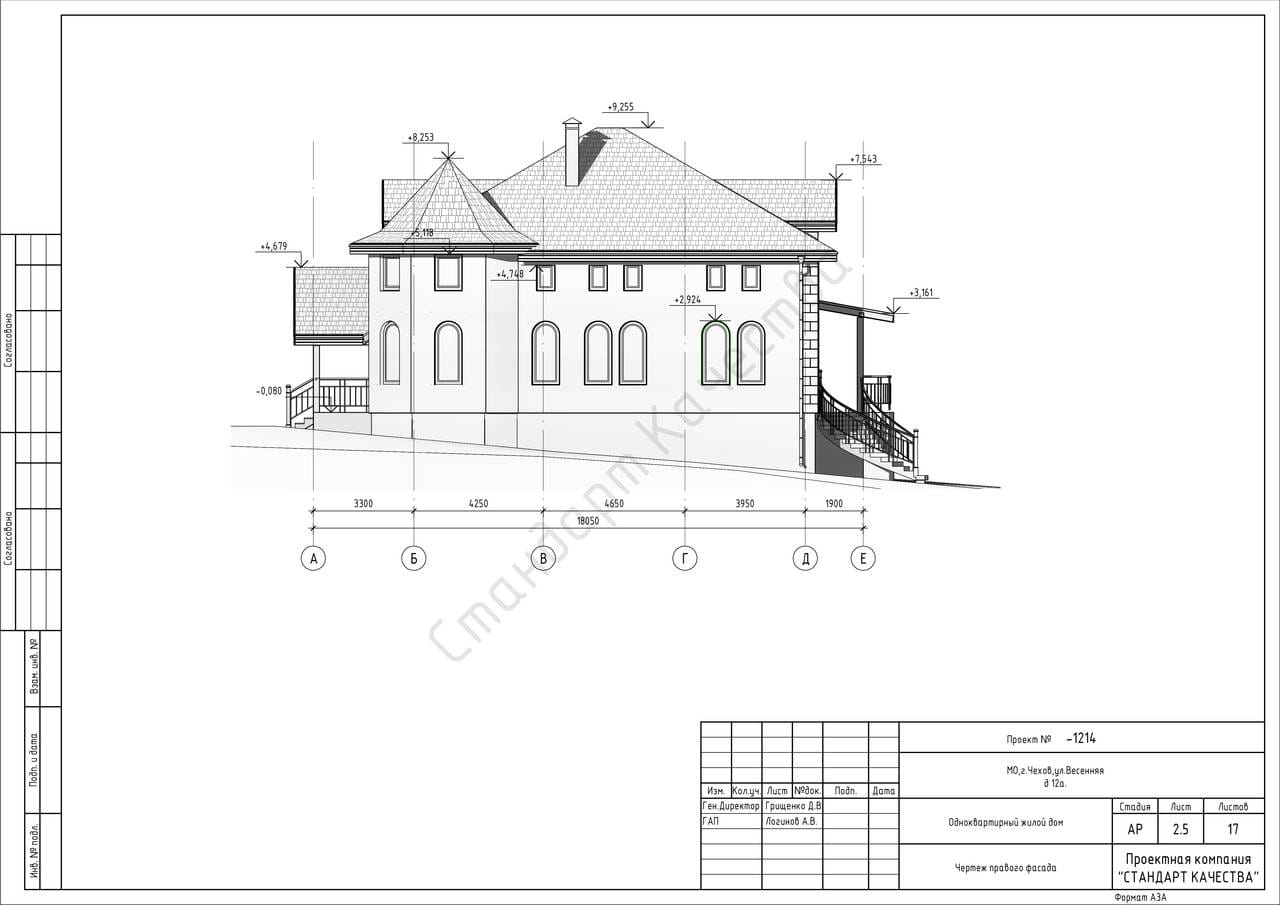 +9,255
+8,253
+7,543
+5,118
+4,679
+4,748
+2,924
+3,161
-0,080
3300
4250
4650
3950
1900
18050
А
Б
В
Г
Д
Е
Стандарт Качества
Согласовано
Согласовано
Взам. инв. №
Подп. и дата
Инв. № подл.
Проект № -1214
МО,г.Чехов,ул.Весенняя
д 12а.
Изм. Кол.уч. Лист №док. Подп. Дата
Ген.Директор Грищенко Д.В
ГАП Логинов А.В.
Одноквартирный жилой дом
Стадия Лист Листов
АР 2.5 17
Чертеж правого фасада
Проектная компания
"СТАНДАРТ КАЧЕСТВА"
Формат А3А